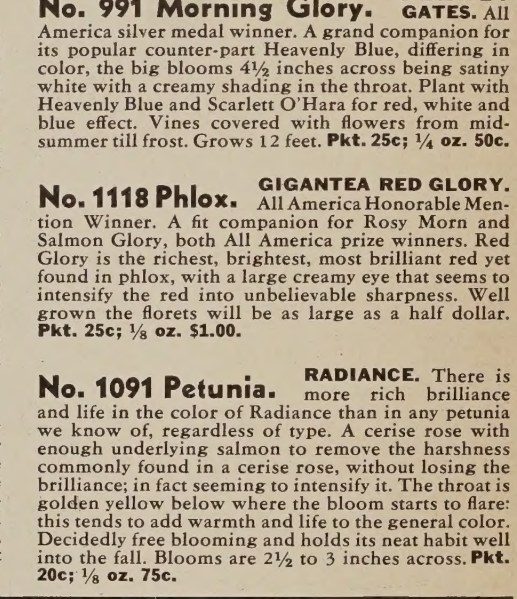 No. 991 Morning Glory. GATES. All
America silver medal winner. A grand companion for
its popular counter-part Heavenly Blue, differing in
color, the big blooms 4½ inches across being satiny
white with a creamy shading in the throat. Plant with
Heavenly Blue and Scarlett O'Hara for red, white and
blue effect. Vines covered with flowers from mid-
summer till frost. Grows 12 feet. Pkt. 25c; ¼ oz. 50c.
No. 1118 Phlox. GIGANTEA RED GLORY.
All America Honorable Men-
tion Winner. A fit companion for Rosy Morn and
Salmon Glory, both All America prize winners. Red
Glory is the richest, brightest, most brilliant red yet
found in phlox, with a large creamy eye that seems to
intensify the red into unbelievable sharpness. Well
grown the florets will be as large as a half dollar.
Pkt. 25c; ⅛ oz. $1.00.
No. 1091 Petunia. RADIANCE. There is
more rich brilliance
and life in the color of Radiance than in any petunia
we know of, regardless of type. A cerise rose with
enough underlying salmon to remove the harshness
commonly found in a cerise rose, without losing the
brilliance; in fact seeming to intensify it. The throat is
golden yellow below where the bloom starts to flare:
this tends to add warmth and life to the general color.
Decidedly free blooming and holds its neat habit well
into the fall. Blooms are 2½ to 3 inches across. Pkt.
20c; ⅛ oz. 75c.